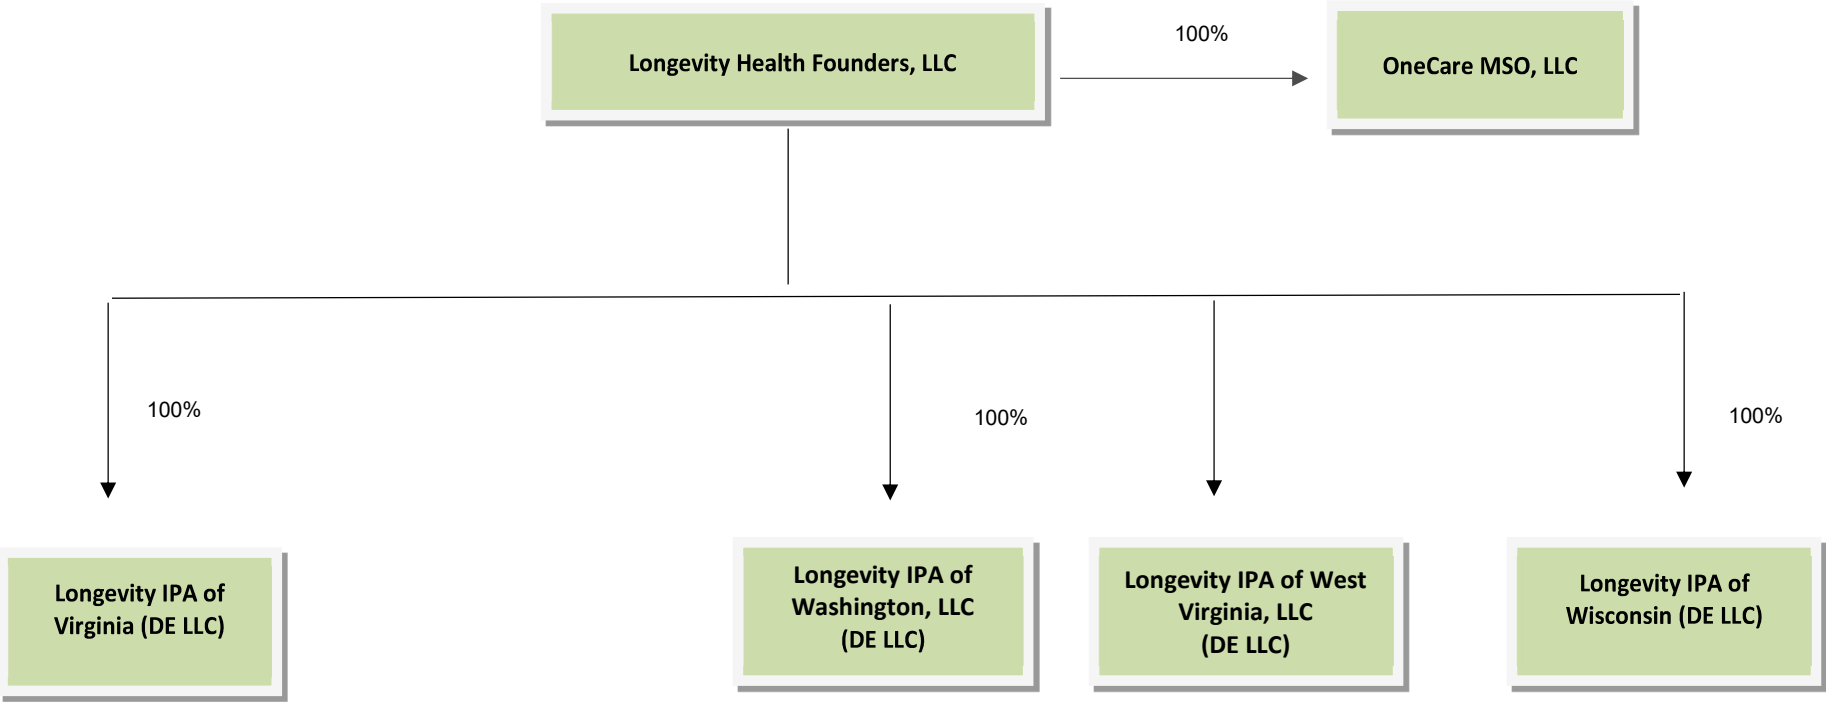 100%
Longevity Health Founders, LLC
OneCare MSO, LLC
100%
100%
100%
Longevity IPA of
Virginia (DE LLC)
Longevity IPA of
Washington, LLC
(DE LLC)
Longevity IPA of West
Virginia, LLC
(DE LLC)
Longevity IPA of
Wisconsin (DE LLC)